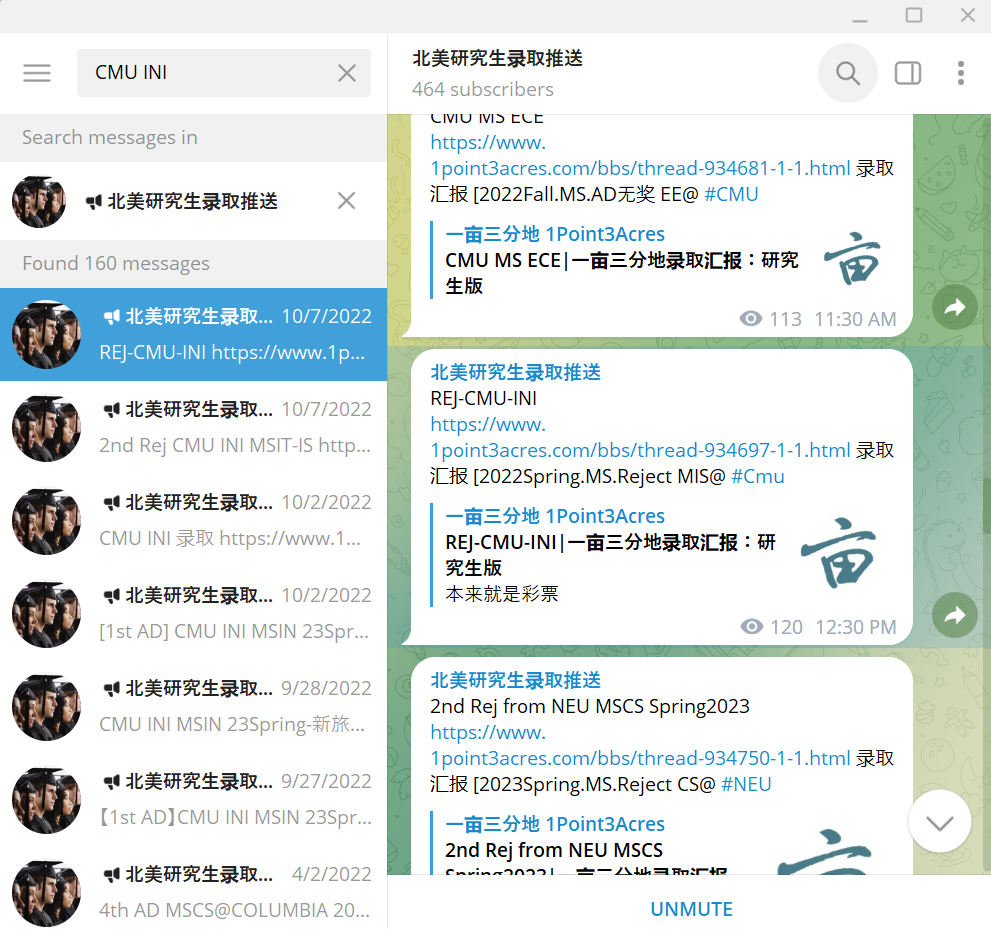 CMU INI
Search messages in
北美研究生录取推送
Found 160 messages
北美研究生录取... 10/7/2022
REJ-CMU-INI https://www.1p...
北美研究生录取... 10/7/2022
2nd Rej CMU INI MSIT-IS http...
北美研究生录取... 10/2/2022
CMU INI 录取 https://www.1...
北美研究生录取... 10/2/2022
[1st AD] CMU INI MSIN 23Spr...
北美研究生录取... 9/28/2022
CMU INI MSIN 23Spring-新旅...
北美研究生录取... 9/27/2022
【1st AD】CMU INI MSIN 23Spr...
北美研究生录取... 4/2/2022
4th AD MSCS@COLUMBIA 20...
北美研究生录取推送
464 subscribers
CMU MS ECE
https://www.
1point3acres.com/bbs/thread-934681-1-1.html 录取
汇报 [2022Fall.MS.AD无奖 EE@ #CMU
一亩三分地 1Point3Acres
CMU MS ECE|一亩三分地录取汇报：研究
生版
亩
113 11:30 AM
北美研究生录取推送
REJ-CMU-INI
https://www.
1point3acres.com/bbs/thread-934697-1-1.html 录取
汇报 [2022Spring.MS.Reject MIS@ #Cmu
一亩三分地 1Point3Acres
REJ-CMU-INI|一亩三分地录取汇报：研
究生版
本来就是彩票
亩
120 12:30 PM
北美研究生录取推送
2nd Rej from NEU MSCS Spring2023
https://www.
1point3acres.com/bbs/thread-934750-1-1.html 录取
汇报 [2023Spring.MS.Reject CS@ #NEU
一亩三分地 1Point3Acres
2nd Rej from NEU MSCS
Spring2023|一亩三分地录取汇报
UNMUTE